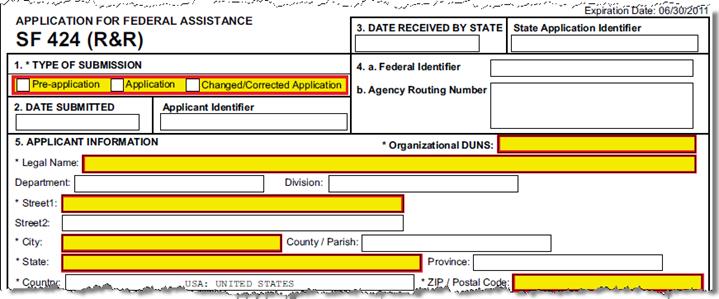 Expiration Date: 06/30/2011
APPLICATION FOR FEDERAL ASSISTANCE
SF 424 (R&R)
3. DATE RECEIVED BY STATE
State Application Identifier
1. * TYPE OF SUBMISSION
Pre-application
Application
Changed/Corrected Application
4. a. Federal Identifier
b. Agency Routing Number
2. DATE SUBMITTED
Applicant Identifier
5. APPLICANT INFORMATION
* Organizational DUNS:
* Legal Name:
Department:
Division:
* Street1:
Street2:
* City:
County / Parish:
* State:
Province:
* Country:
USA: UNITED STATES
* ZIP / Postal Code: